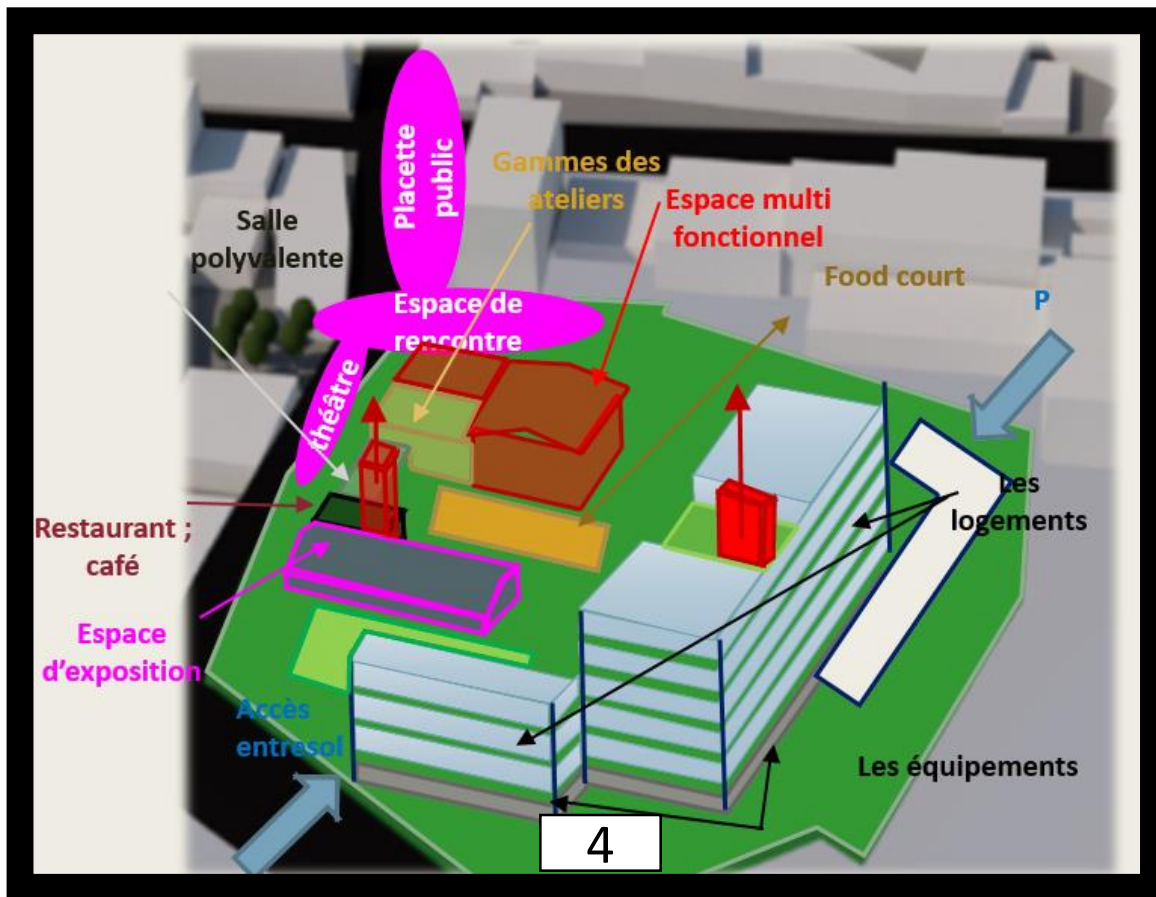 Placette
public
Gammes des
ateliers
Espace multi
fonctionnel
Salle
polyvalente
Food court
P
Espace de
rencontre
théâtre
Les
logements
Restaurant ;
café
Espace
d'exposition
Accès
entresol
Les équipements
4